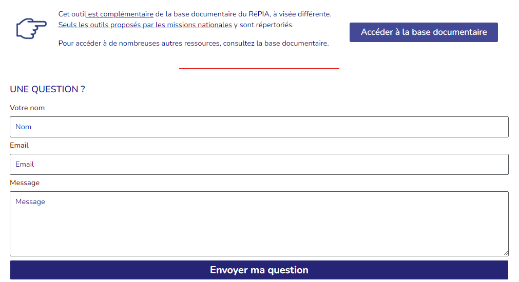 Cet outil est complémentaire de la base documentaire du RéPIA, à visée différente.
Seuls les outils proposés par les missions nationales y sont répertoriés
Pour accéder à de nombreuses autres ressources, consultez la base documentaire.
Accéder à la base documentaire
UNE QUESTION ?
Votre nom
Nom
Email
Email
Message
Message
Envoyer ma question